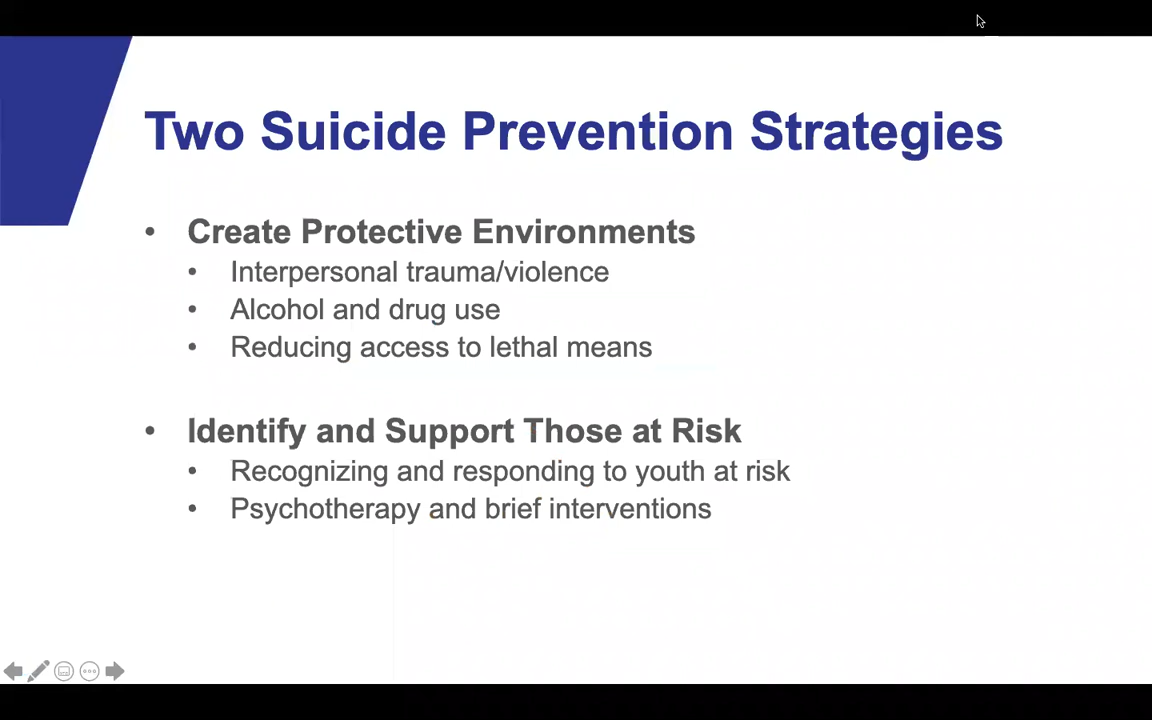 Two Suicide Prevention Strategies
• Create Protective Environments
• Interpersonal trauma/violence
• Alcohol and drug use
• Reducing access to lethal means
• Identify and Support Those at Risk
• Recognizing and responding to youth at risk
• Psychotherapy and brief interventions